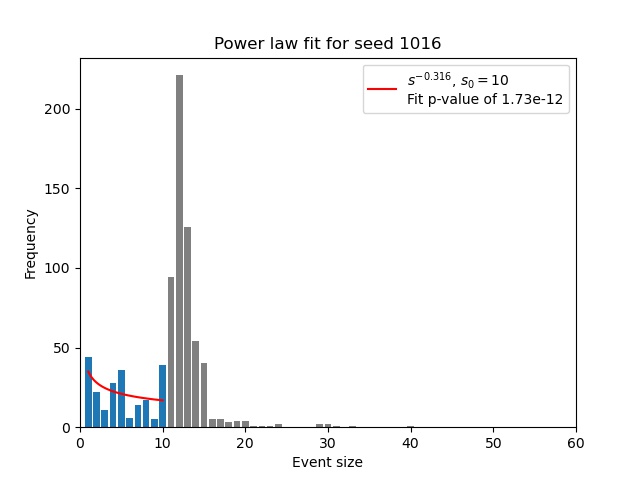 Power law fit for seed 1016
$s^{-0.316}$, $s_0 = 10$
Fit p-value of 1.73e-12
Frequency
200
150
100
50
0
0 10 20 30 40 50 60
Event size